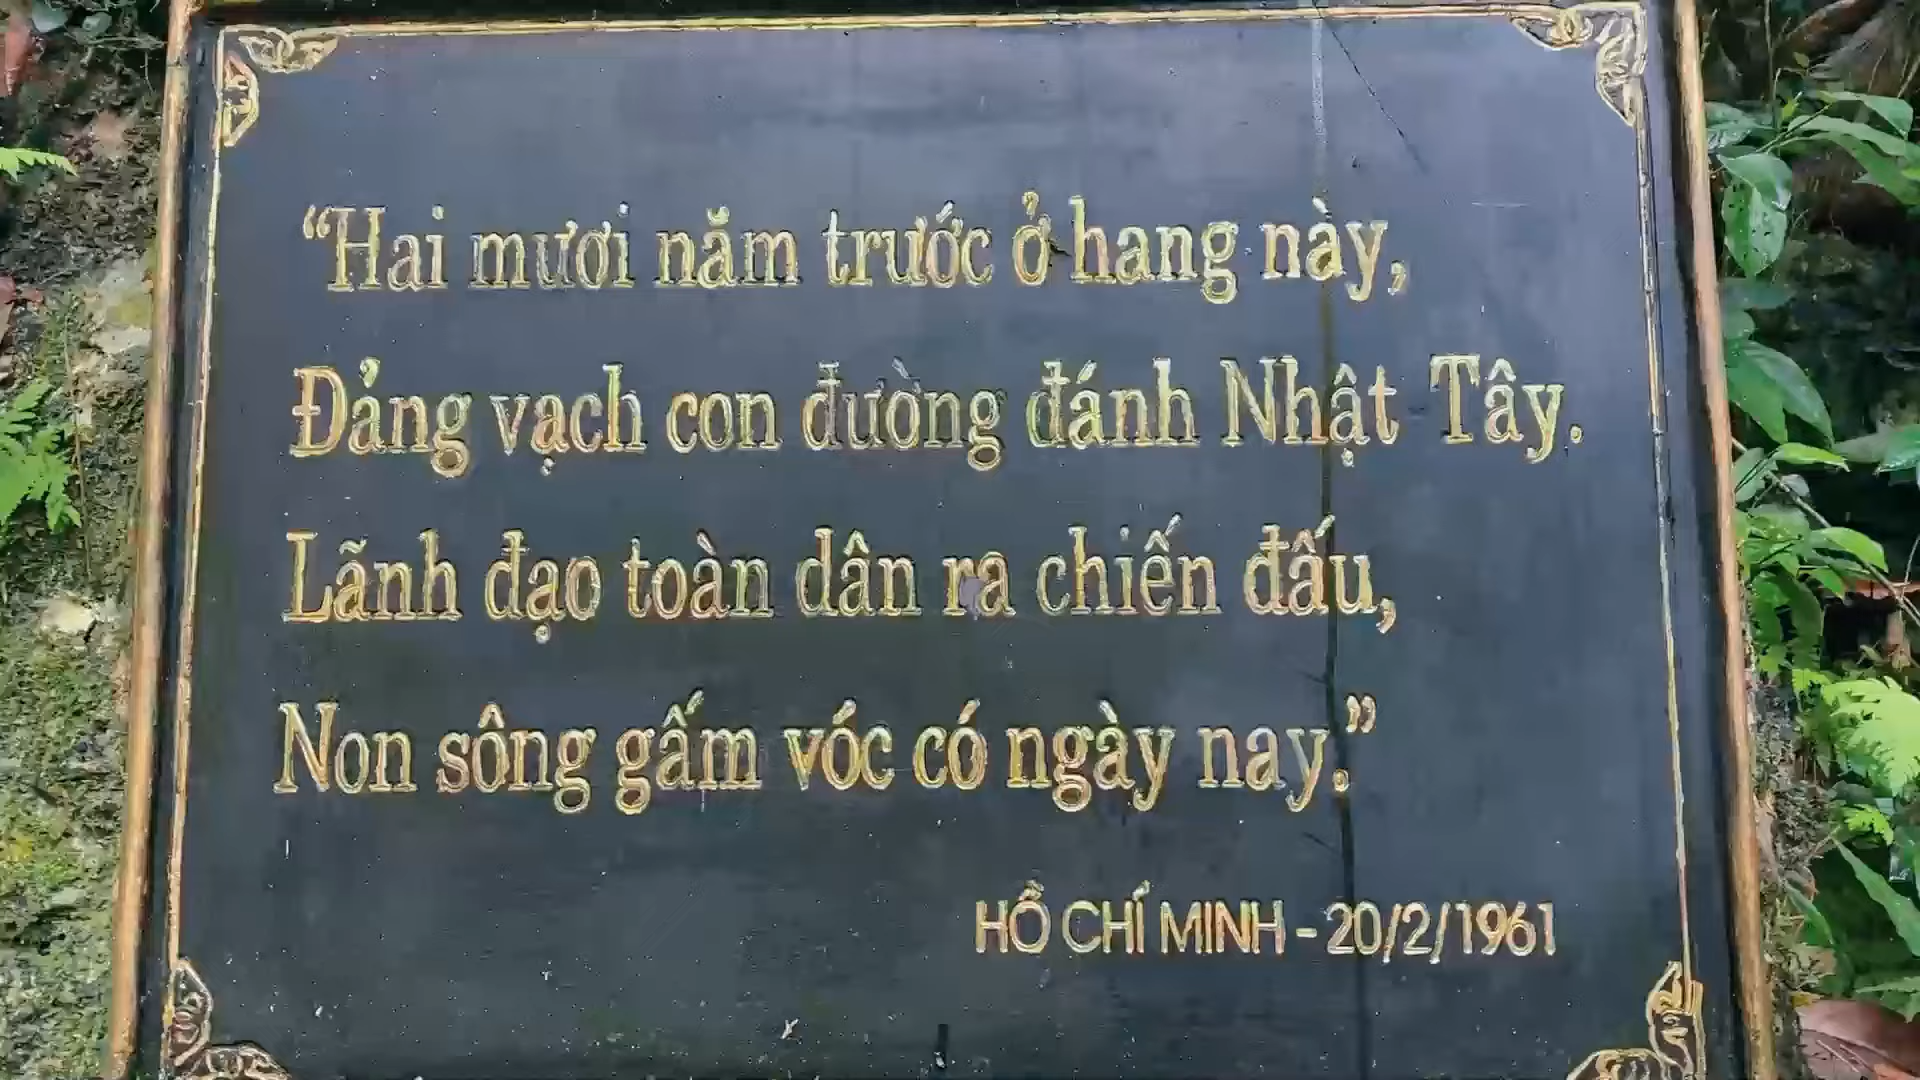 “Hai mươi năm trước ở hang này,
Đảng vạch con đường đánh Nhật Tây.
Lãnh đạo toàn dân ra chiến đấu,
Non sông gấm vóc có ngày nay.”
HỒ CHÍ MINH - 20/2/1961